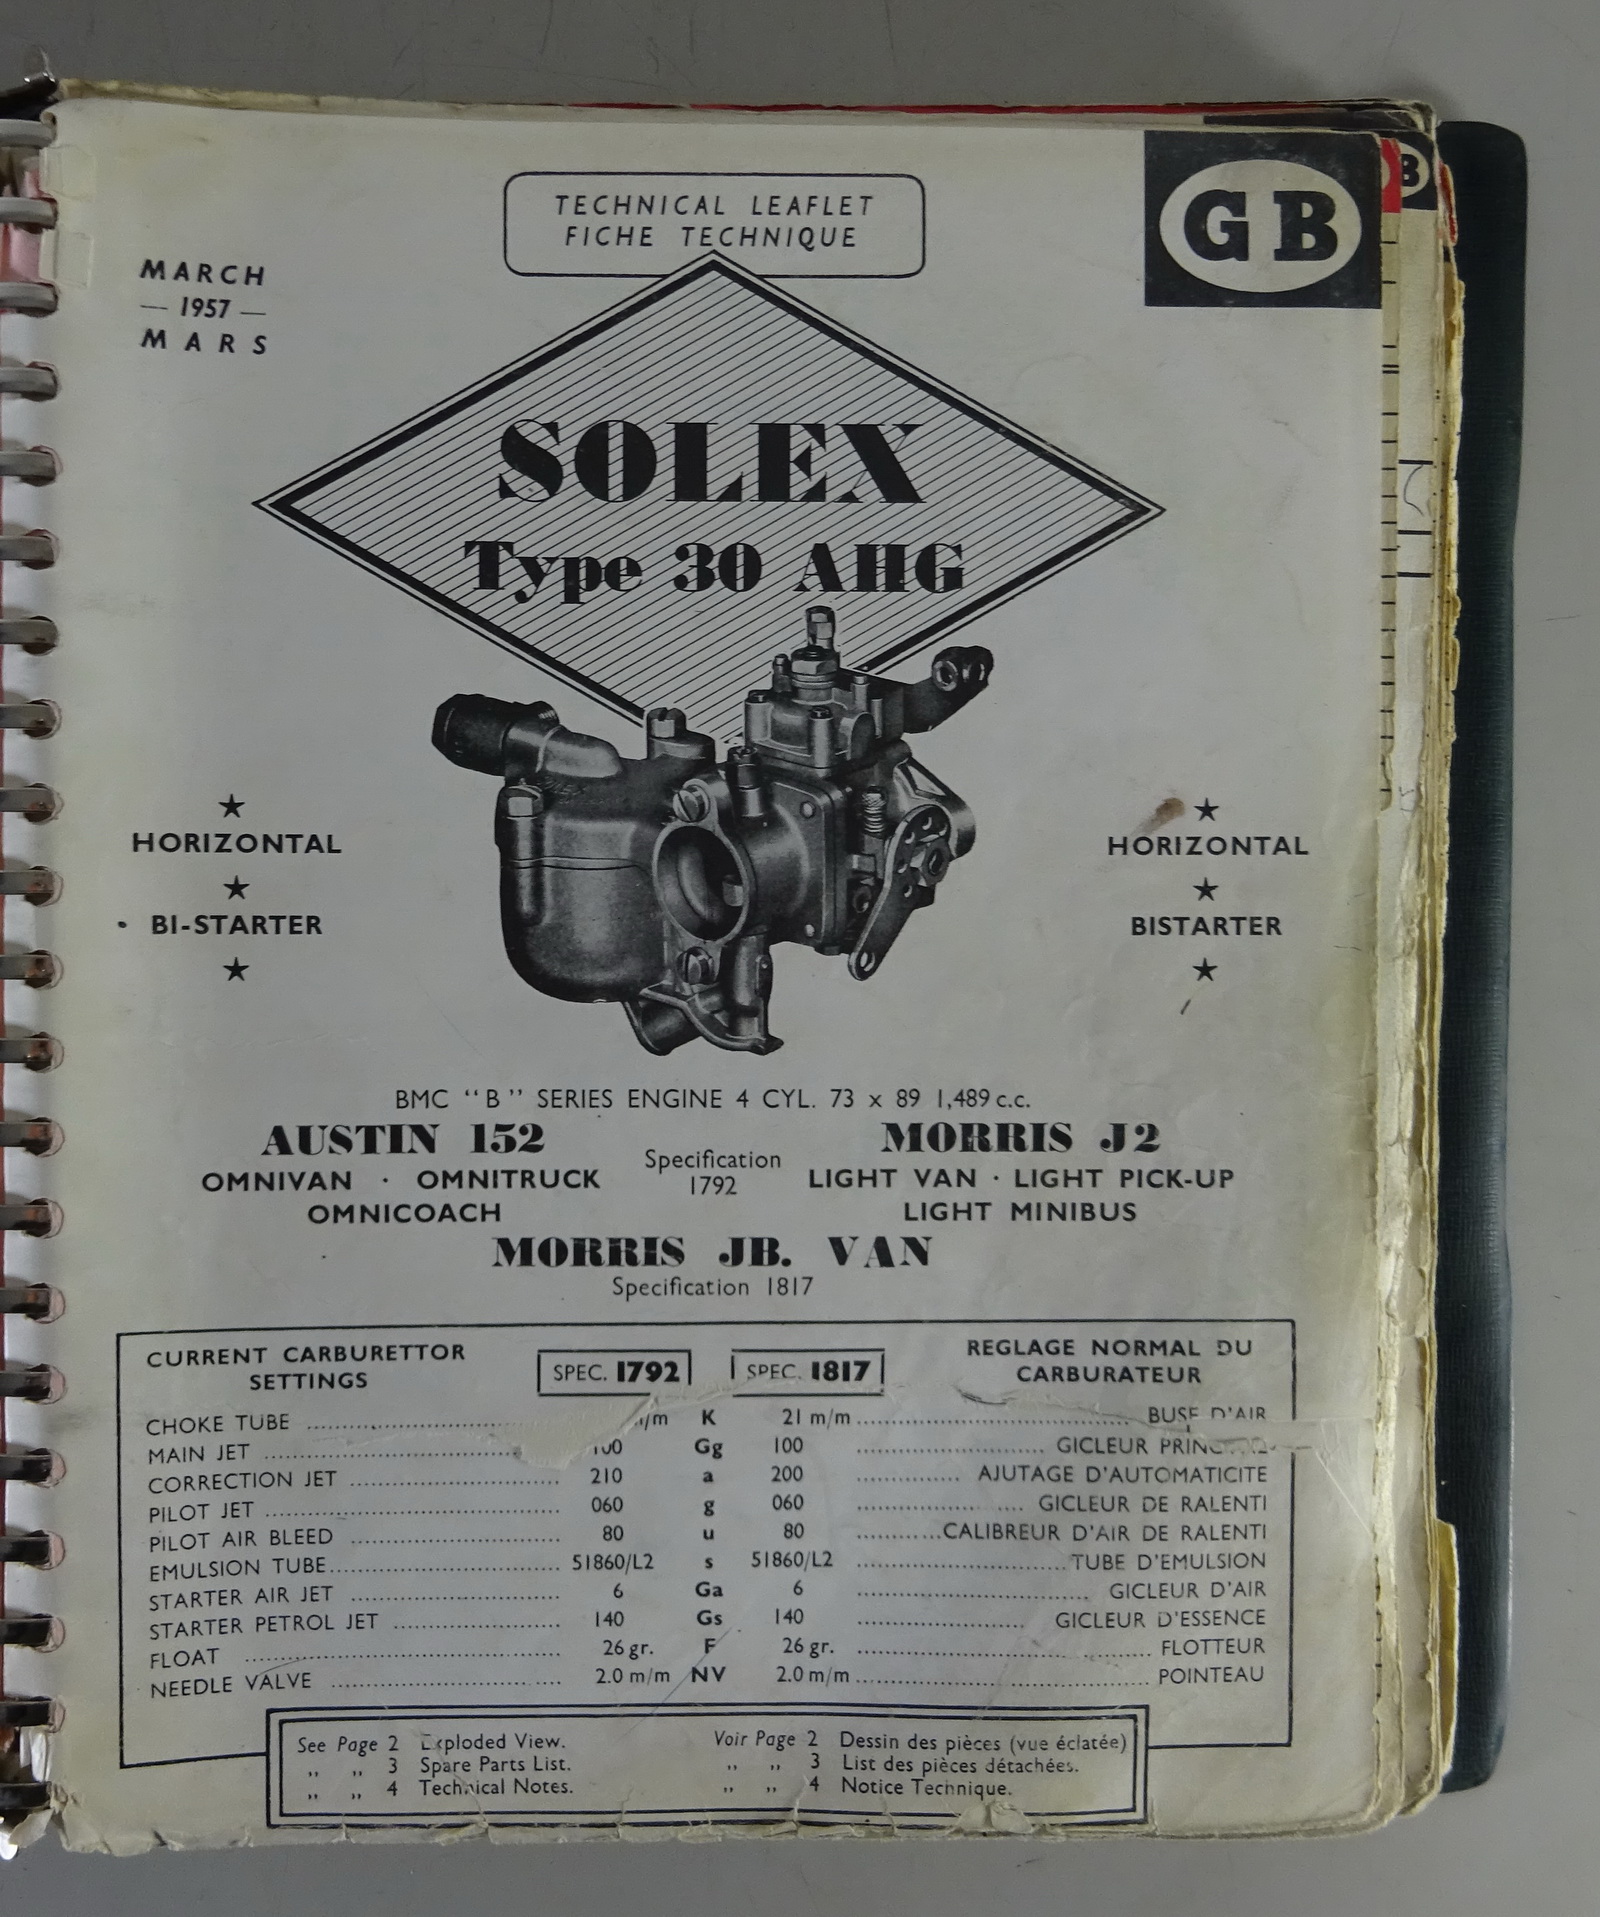 TECHNICAL LEAFLET
FICHE TECHNIQUE
GB
B
MARCH
— 1957 —
MARS
SOLEX
Type 30 AHG
★
HORIZONTAL
★
BI-STARTER
★
★
HORIZONTAL
★
BISTARTER
★
BMC "B" SERIES ENGINE 4 CYL. 73 x 89 1,489 c.c.
AUSTIN 152
OMNIVAN · OMNITRUCK
OMNICOACH
Specification
1792
MORRIS J2
LIGHT VAN · LIGHT PICK-UP
LIGHT MINIBUS
MORRIS JB. VAN
Specification 1817
CURRENT CARBURETTOR
SETTINGS
SPEC. 1792
SPEC. 1817
REGLAGE NORMAL DU
CARBURATEUR
CHOKE TUBE ........ /m K 21 m/m ........ BUSE D'AIR
MAIN JET ........ 100 Gg 100 ........ GICLEUR
CORRECTION JET ........ 210 a 200 ........ AJUTAGE D'AUTOMATICITE
PILOT JET ........ 060 g 060 ........ GICLEUR DE RALENTI
PILOT AIR BLEED ........ 80 u 80 ........ CALIBREUR D'AIR DE RALENTI
EMULSION TUBE ........ 51860/L2 s 51860/L2 ........ TUBE D'EMULSION
STARTER AIR JET ........ 6 Ga 6 ........ GICLEUR D'AIR
STARTER PETROL JET ........ 140 Gs 140 ........ GICLEUR D'ESSENCE
FLOAT ........ 26 gr. F 26 gr. ........ FLOTTEUR
NEEDLE VALVE ........ 2.0 m/m NV 2.0 m/m ........ POINTEAU
See Page 2 Exploded View.
,, ,, 3 Spare Parts List.
,, ,, 4 Technical Notes.
Voir Page 2 Dessin des pièces (vue éclatée)
,, ,, 3 List des pièces détachées.
,, ,, 4 Notice Technique.